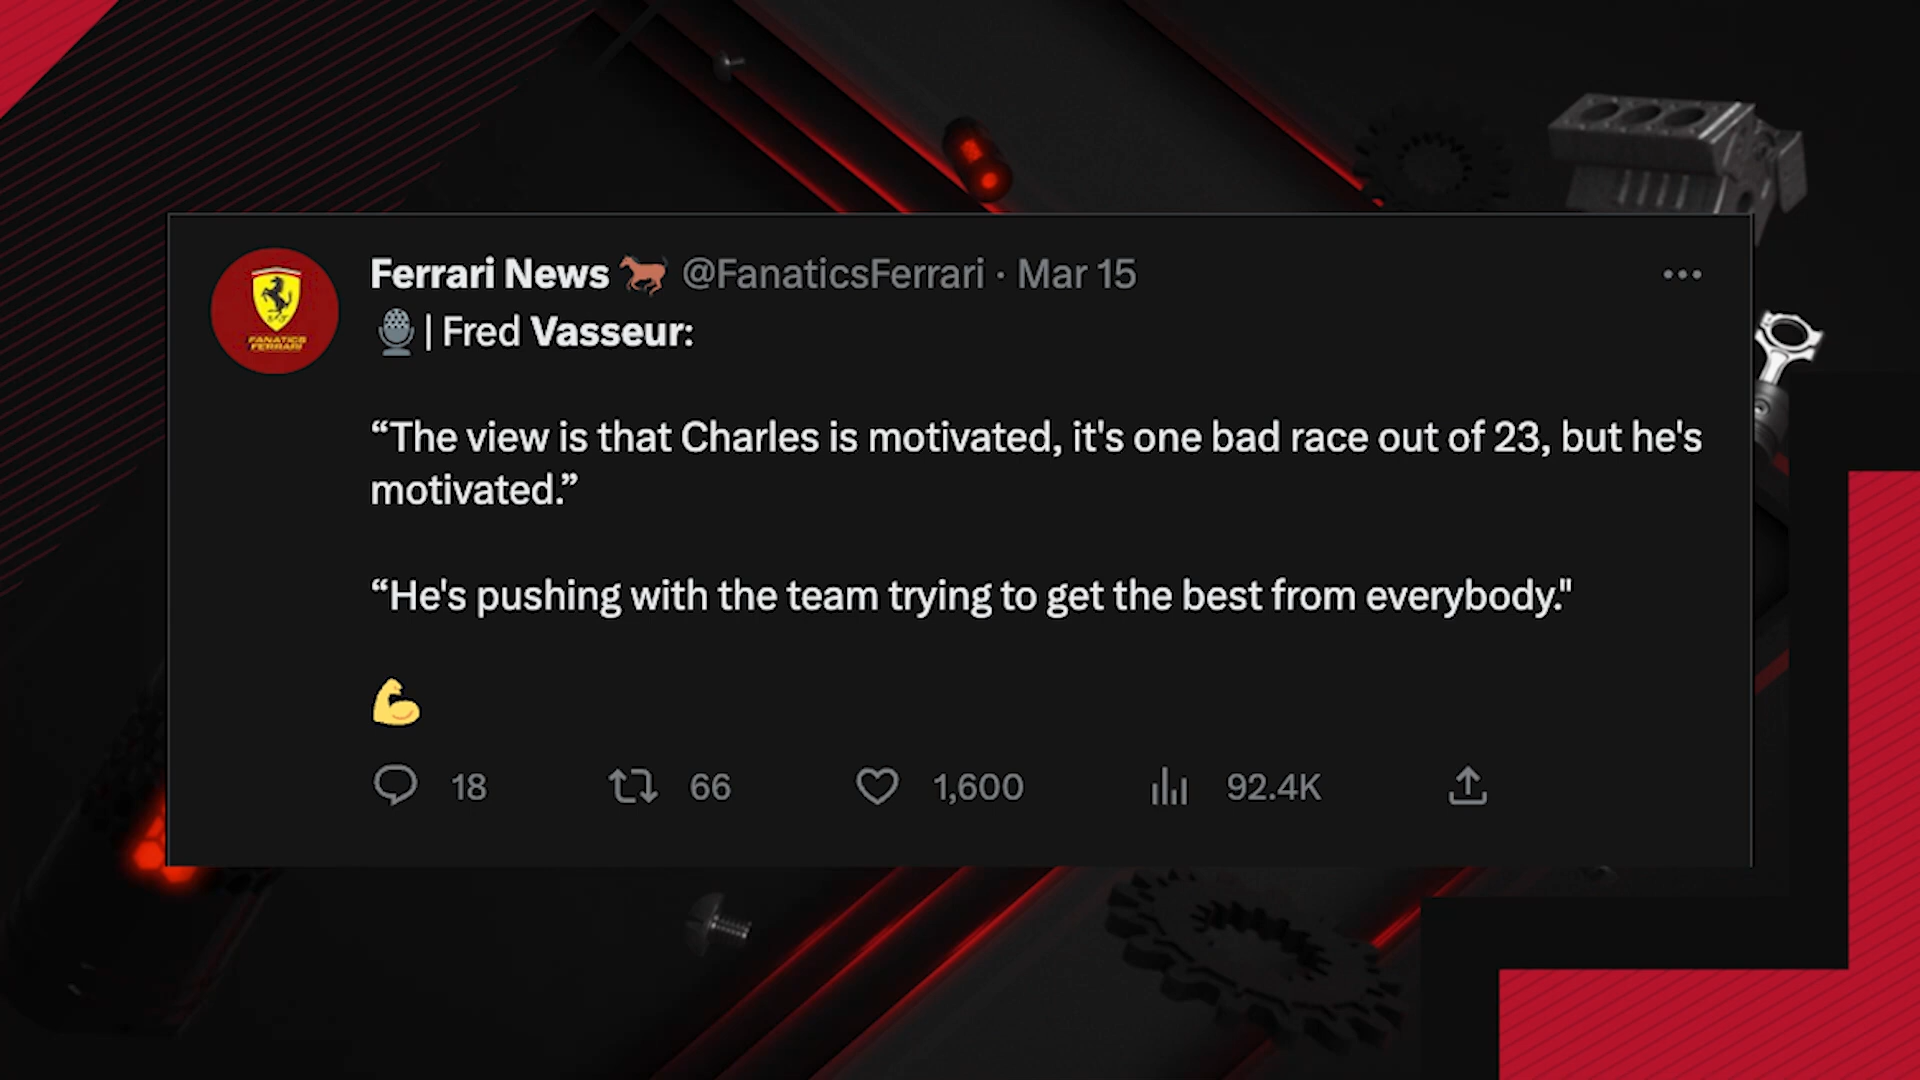 Ferrari News 🐎 @FanaticsFerrari · Mar 15
🎙️ | Fred Vasseur:
“The view is that Charles is motivated, it's one bad race out of 23, but he's
motivated.”
“He's pushing with the team trying to get the best from everybody."
💪
18 66 1,600 92.4K
FANATICS
FERRARI